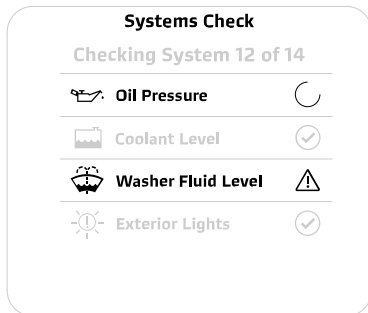 Systems Check
Checking System 12 of 14
Oil Pressure
Coolant Level
Washer Fluid Level
Exterior Lights